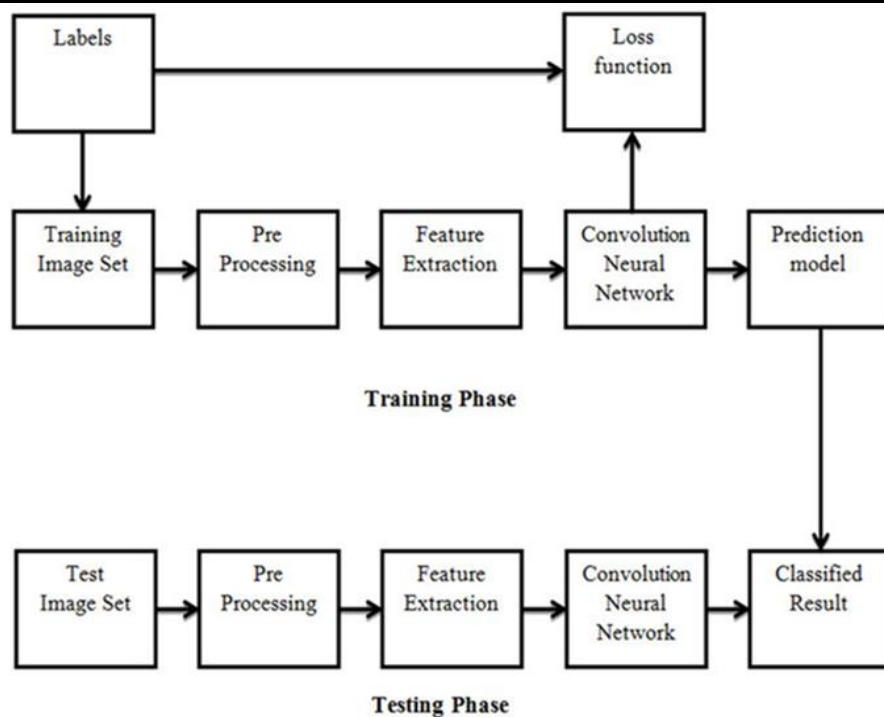 Labels
Loss
function
Training
Image Set
Pre
Processing
Feature
Extraction
Convolution
Neural
Network
Prediction
model
Training Phase
Test
Image Set
Pre
Processing
Feature
Extraction
Convolution
Neural
Network
Classified
Result
Testing Phase